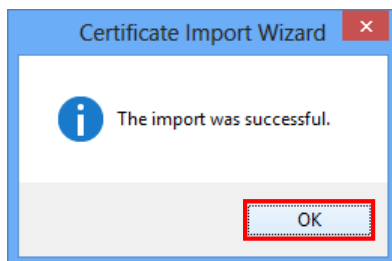 Certificate Import Wizard
The import was successful.
OK